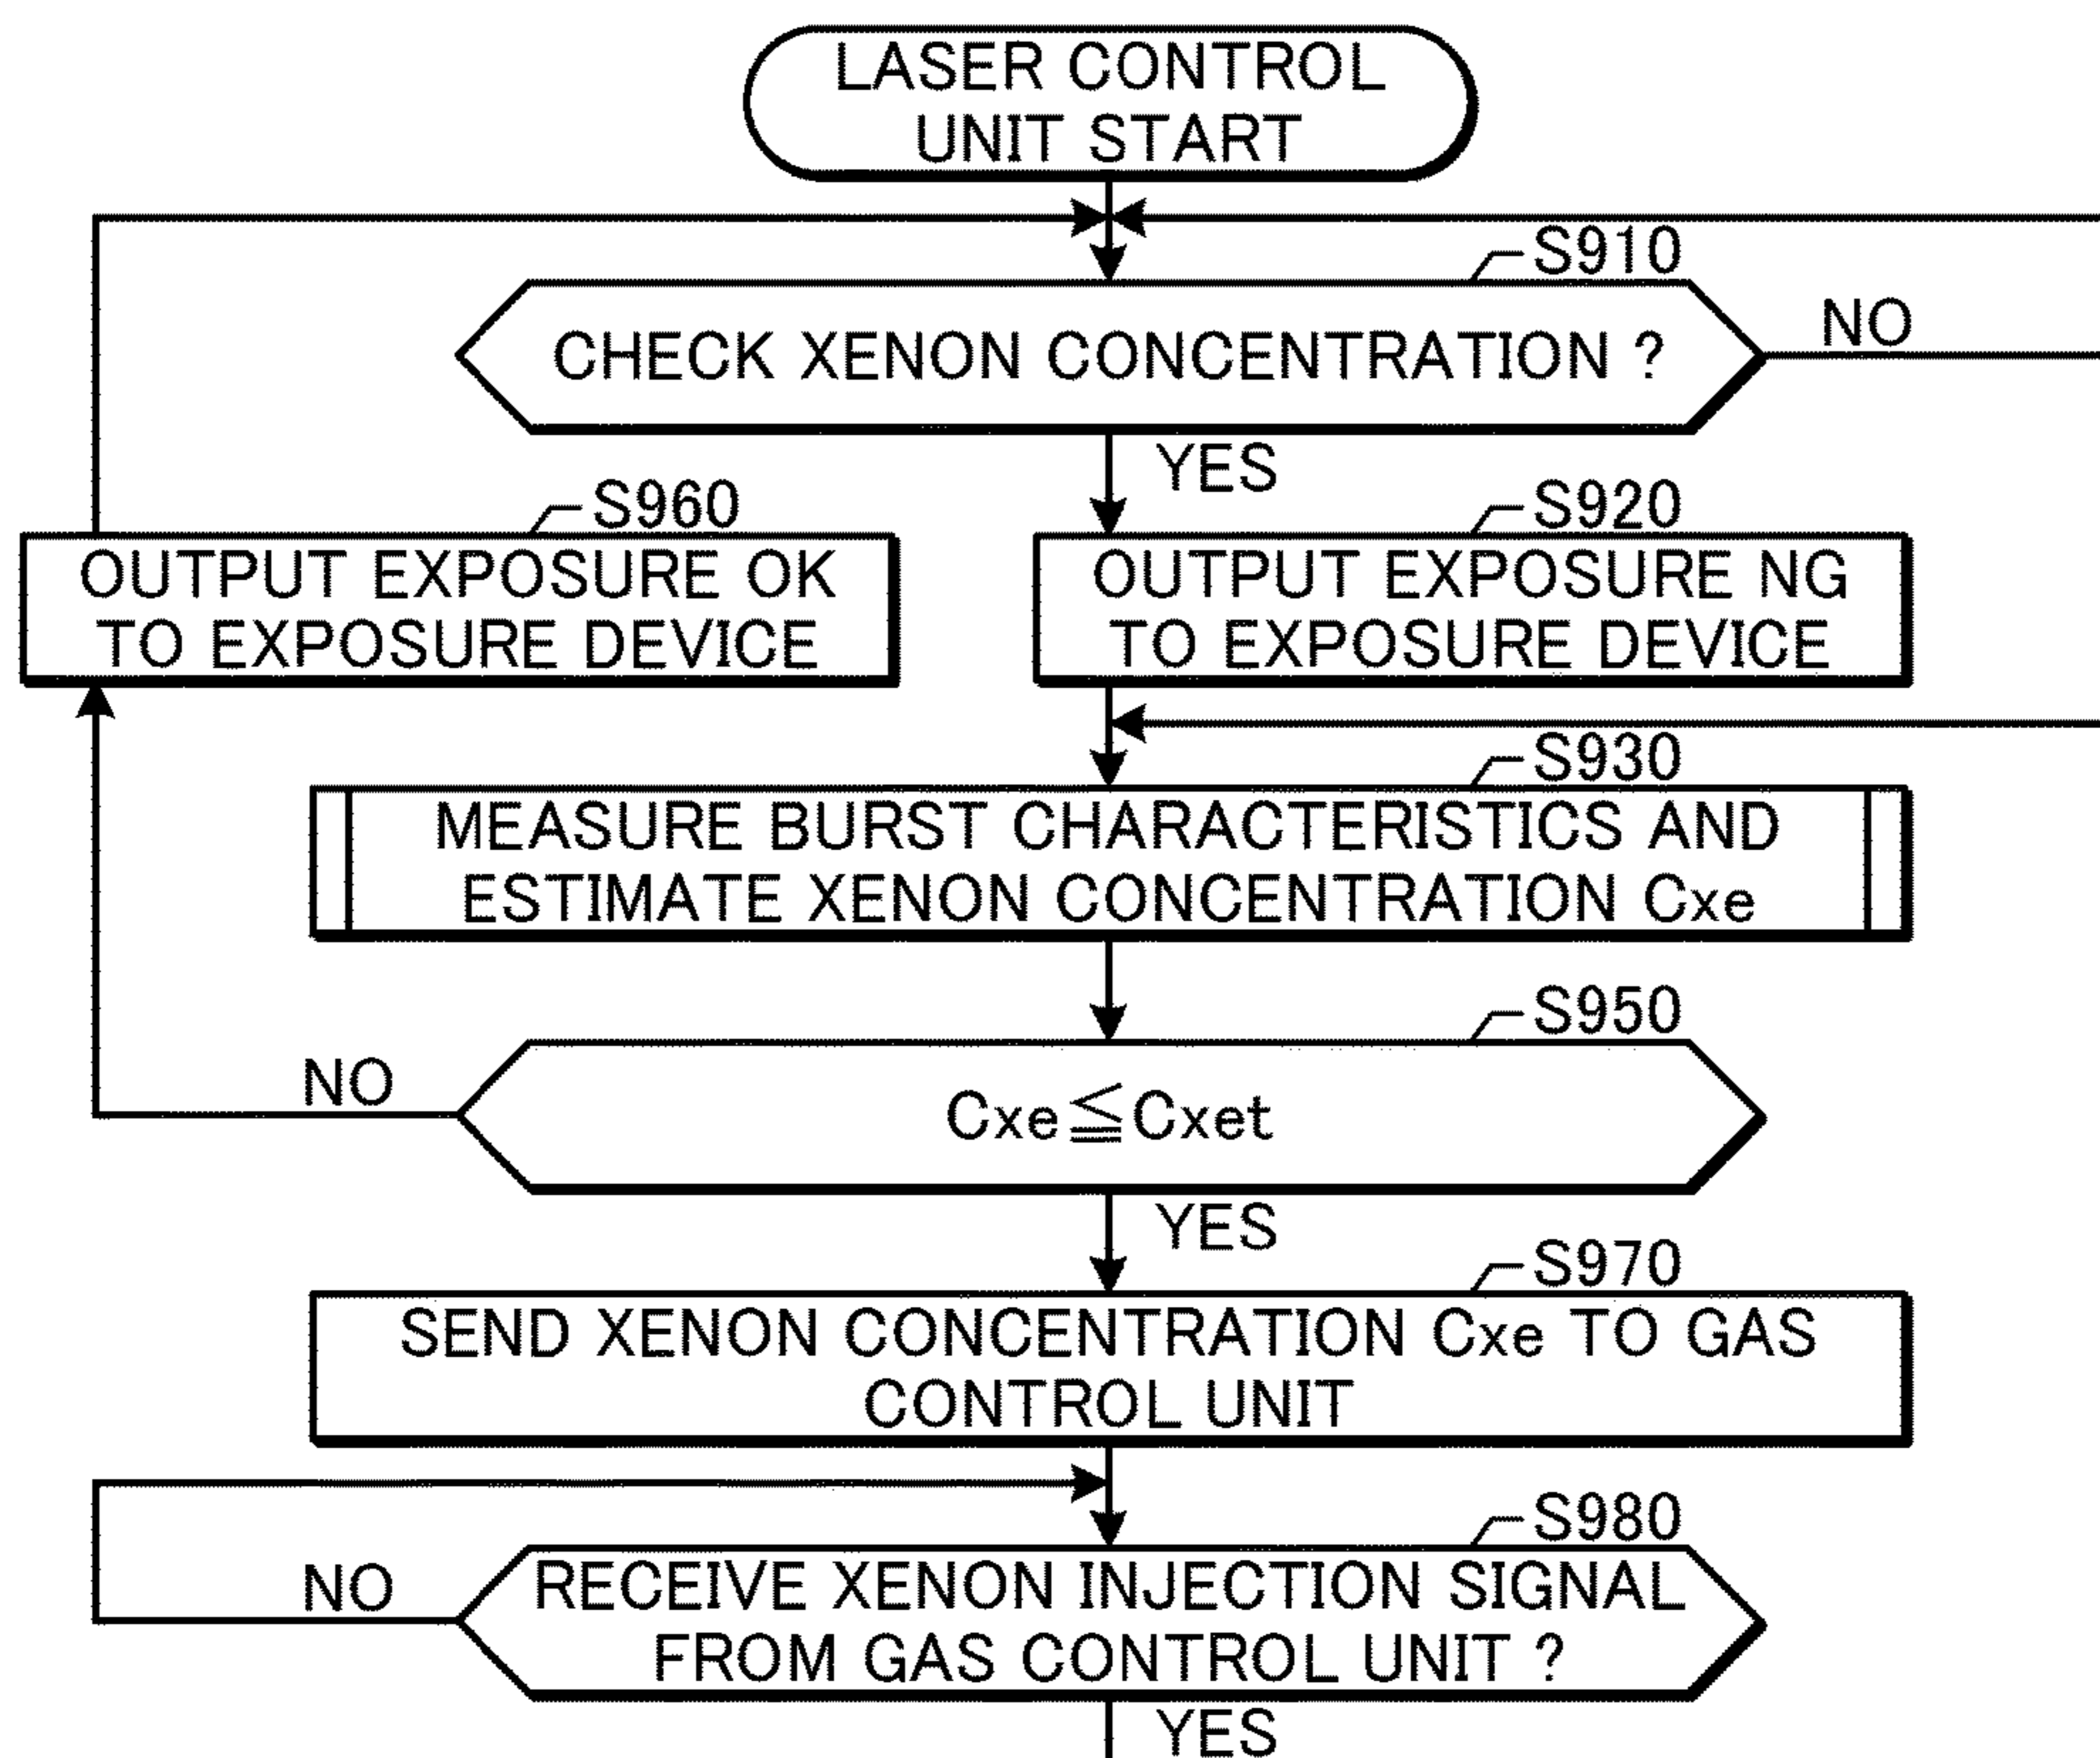 LASER CONTROL
UNIT START
S910
CHECK XENON CONCENTRATION ?
NO
YES
S960
OUTPUT EXPOSURE OK
TO EXPOSURE DEVICE
S920
OUTPUT EXPOSURE NG
TO EXPOSURE DEVICE
S930
MEASURE BURST CHARACTERISTICS AND
ESTIMATE XENON CONCENTRATION Cxe
S950
NO
Cxe≦Cxet
YES
S970
SEND XENON CONCENTRATION Cxe TO GAS
CONTROL UNIT
S980
NO
RECEIVE XENON INJECTION SIGNAL
FROM GAS CONTROL UNIT ?
YES